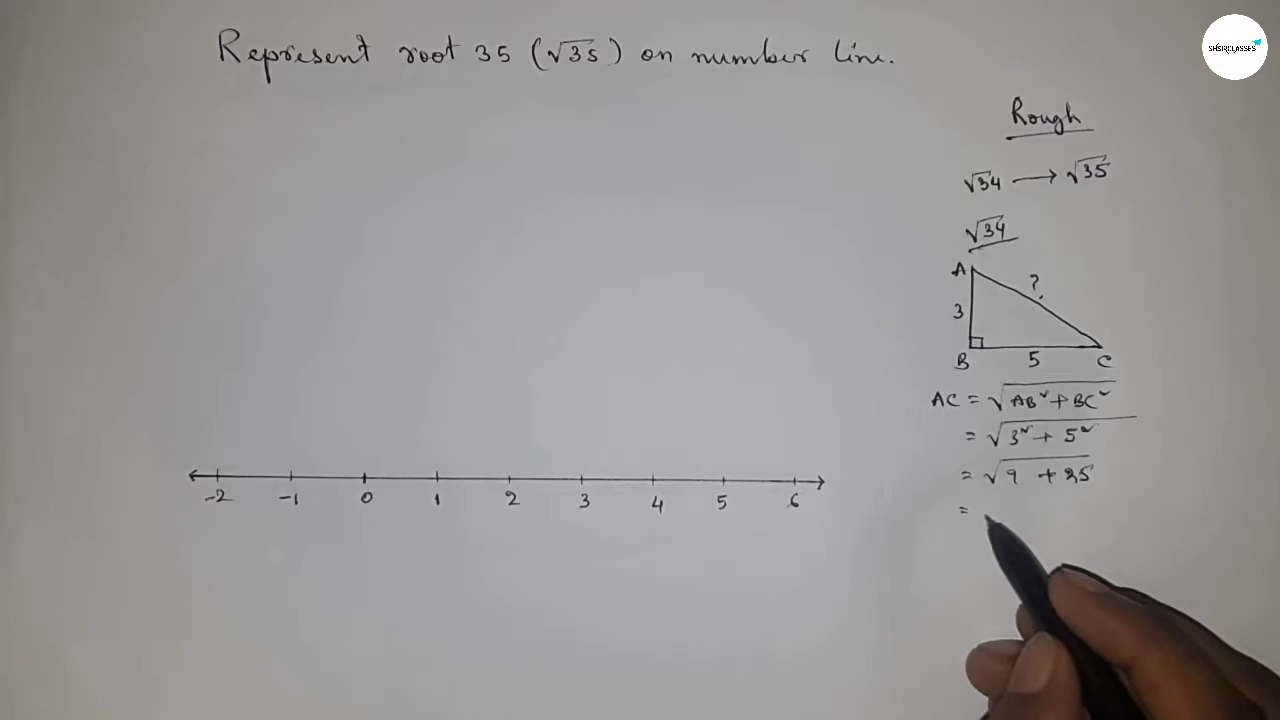 Represent root 35 (√35) on number line.
SHSIRCLASSES
Rough
√34 → √35
√34
A
?
3
B 5 C
AC = √AB²+BC²
= √3²+ 5²
= √9 + 25
=
-2 -1 0 1 2 3 4 5 6